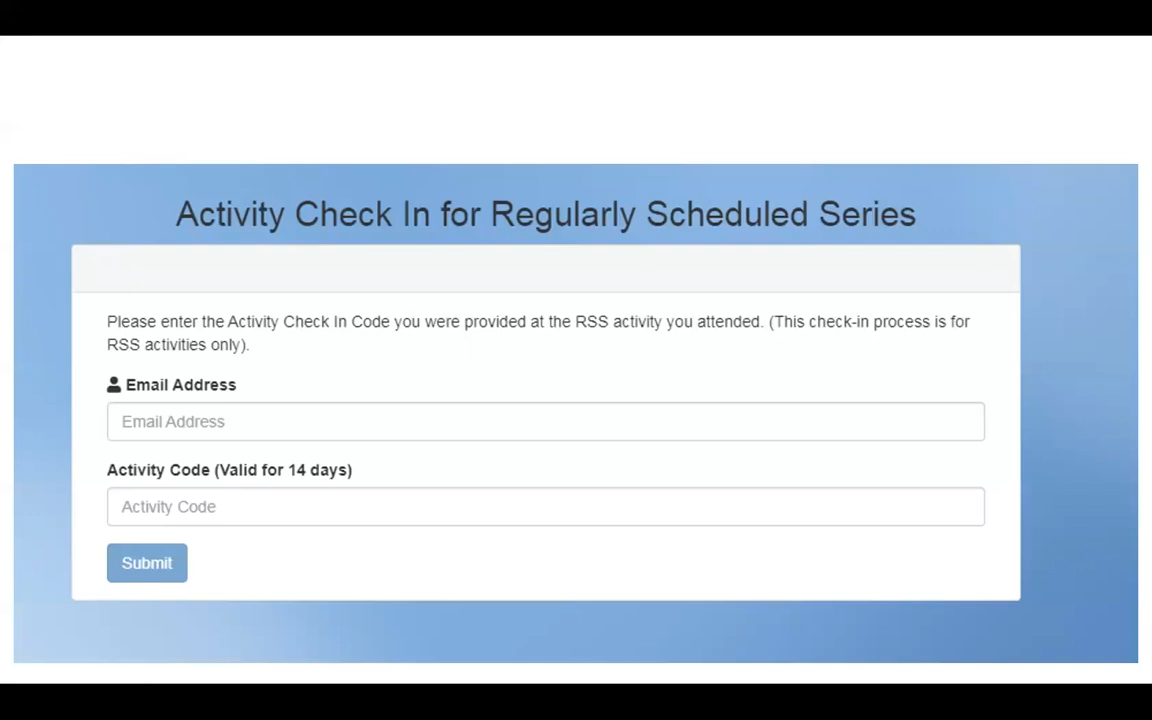 Activity Check In for Regularly Scheduled Series
Please enter the Activity Check In Code you were provided at the RSS activity you attended. (This check-in process is for
RSS activities only).
Email Address
Email Address
Activity Code (Valid for 14 days)
Activity Code
Submit